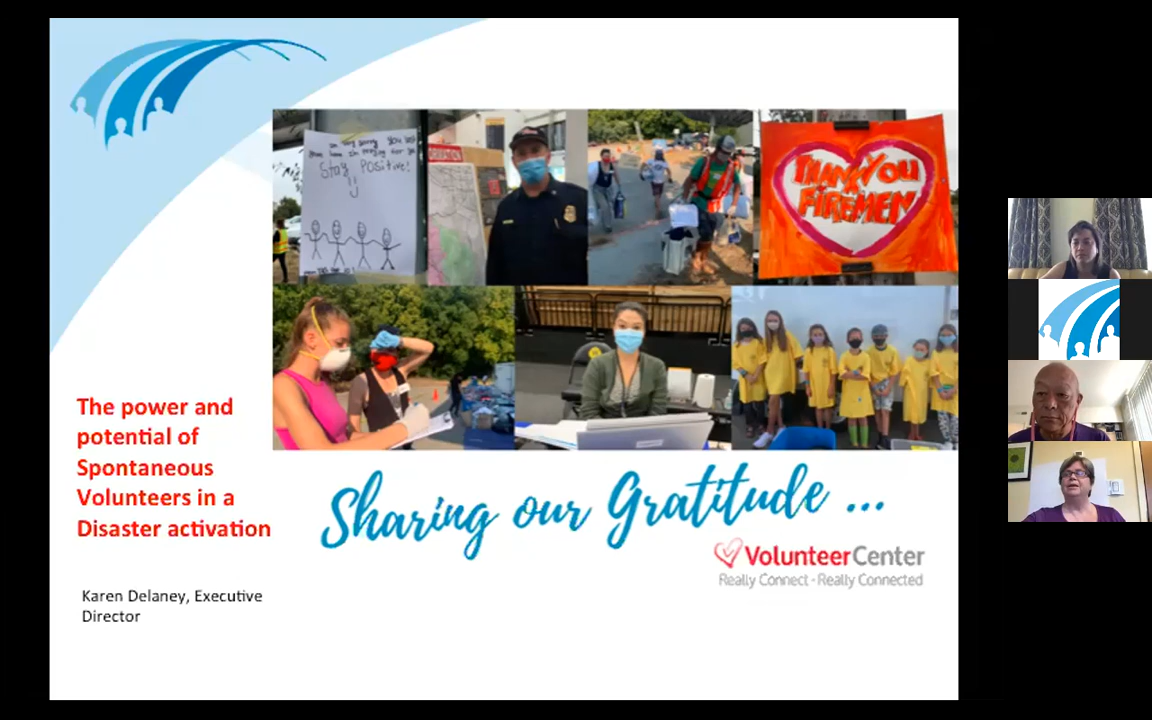 Stay Positive!
THANK YOU
FIREMEN
The power and
potential of
Spontaneous
Volunteers in a
Disaster activation
Sharing our Gratitude ...
VolunteerCenter
Really Connect - Really Connected
Karen Delaney, Executive
Director